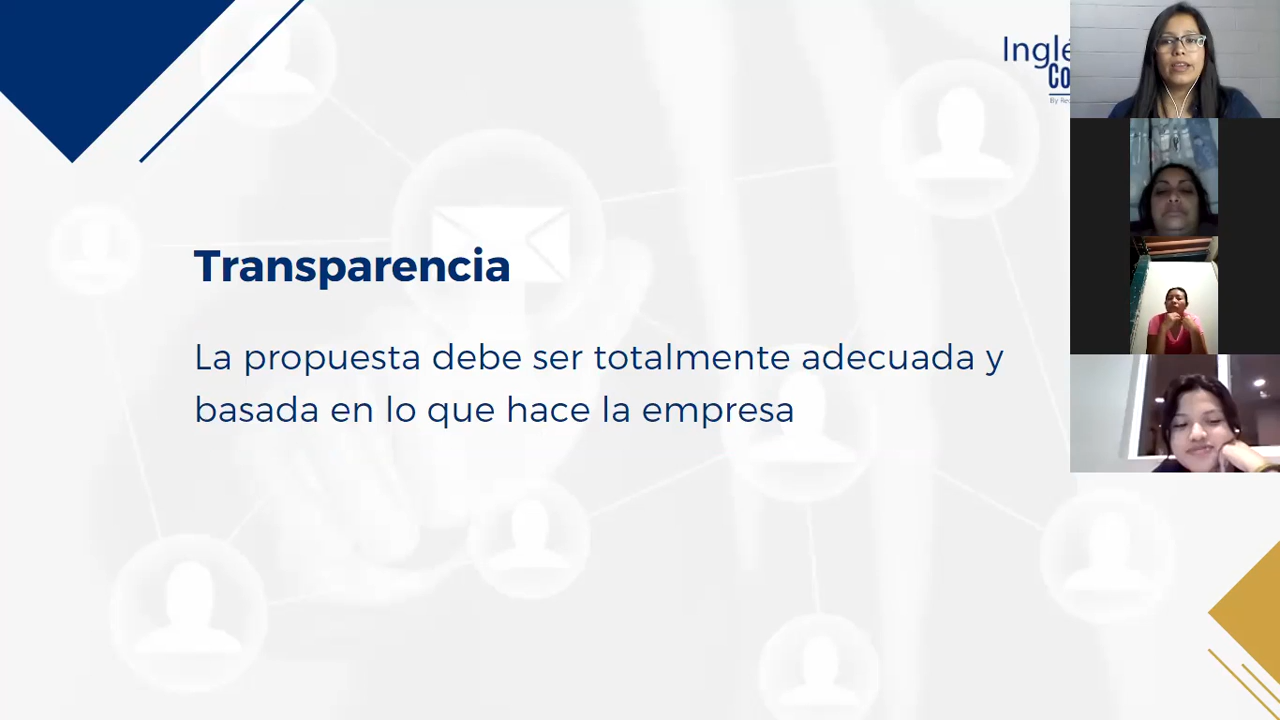 Transparencia
La propuesta debe ser totalmente adecuada y
basada en lo que hace la empresa